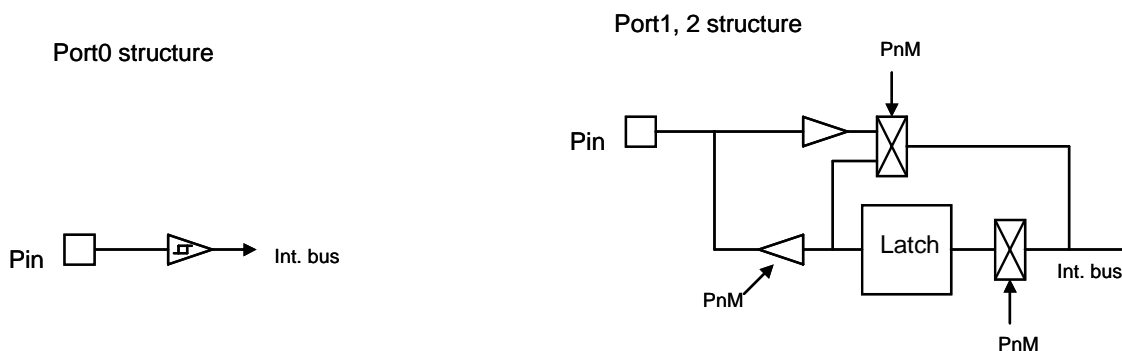 Port0 structure
Pin
Int. bus
Port1, 2 structure
PnM
Pin
Latch
Int. bus
PnM
PnM